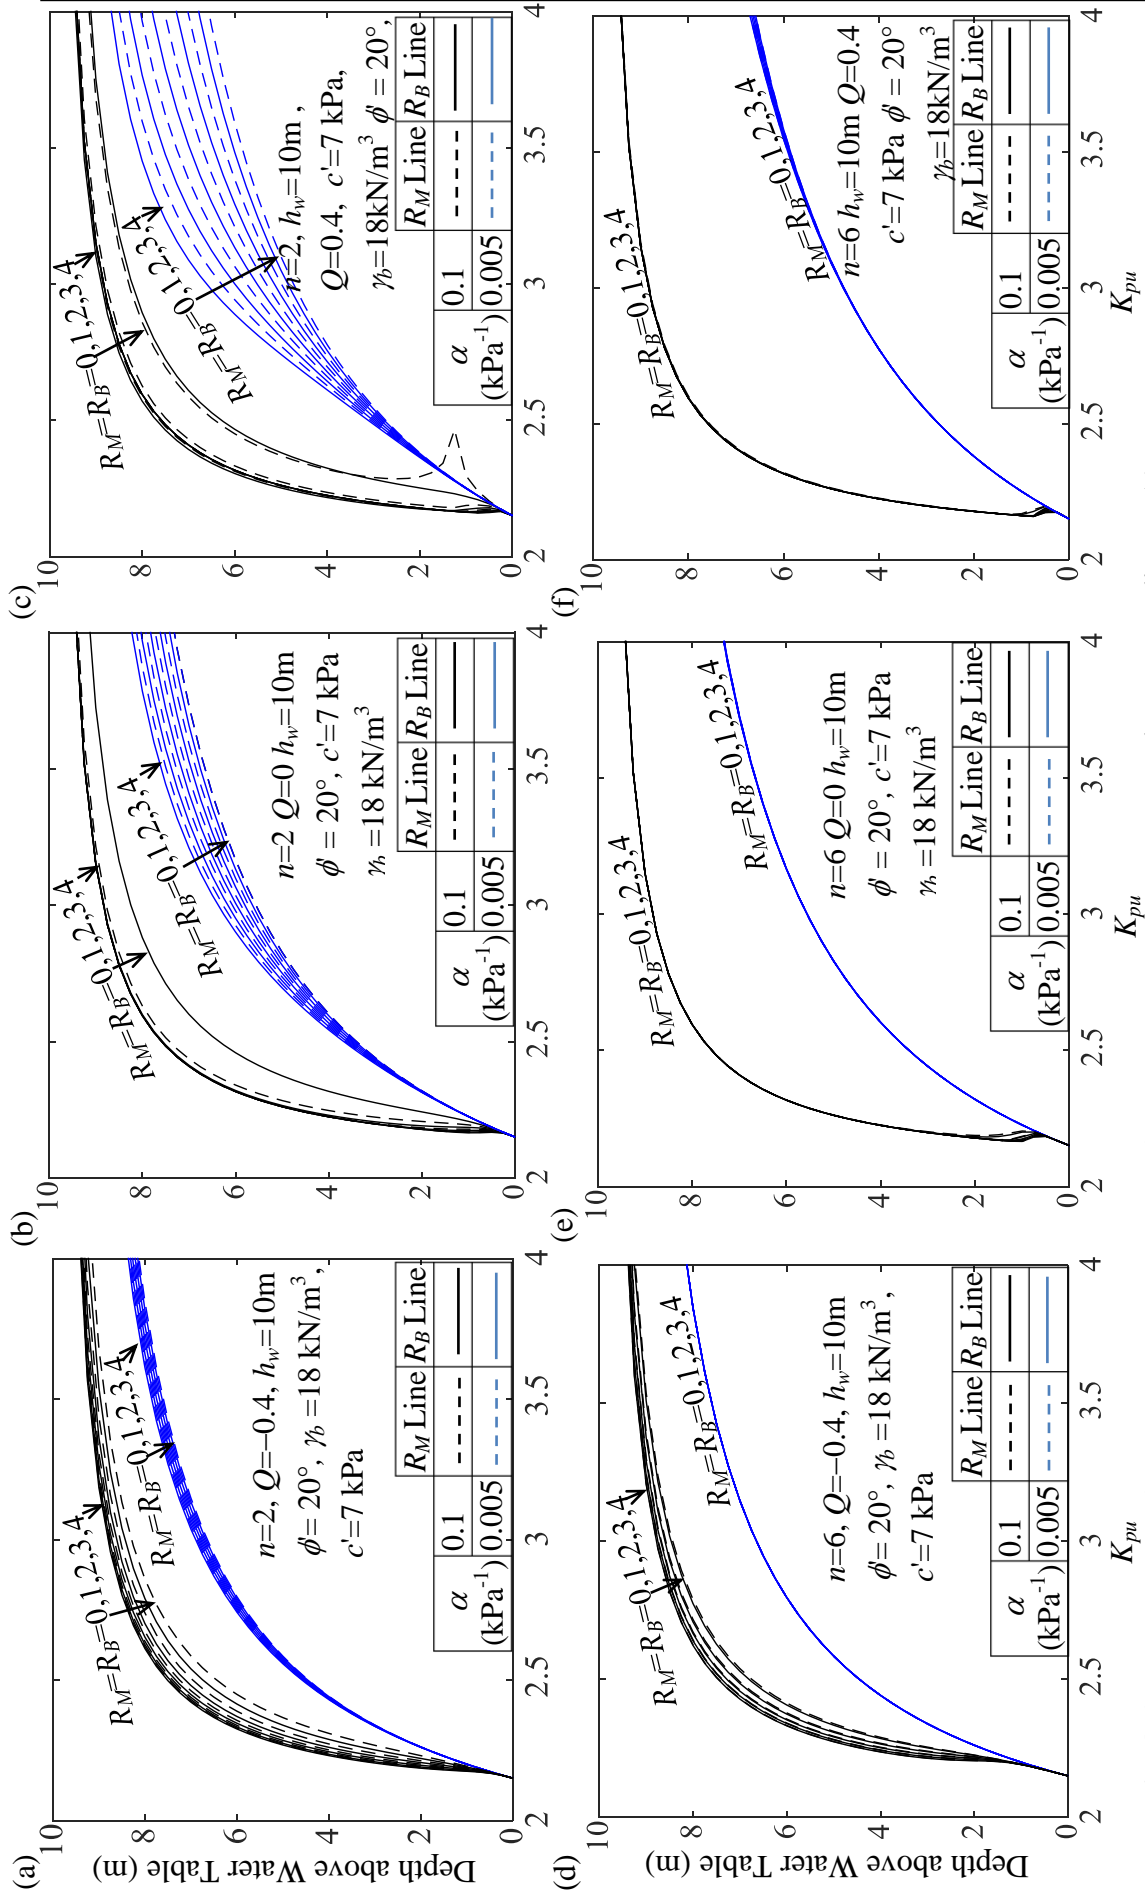 (a)
Depth above Water Table (m)
10
8
6
4
2
0
2
2.5
3
3.5
4
R_M=R_B=0,1,2,3,4
R_M=R_B=0,1,2,3,4
n=2, Q=−0.4, h_w=10m
ϕ'= 20°, γ_b =18 kN/m³ ,
c'=7 kPa
R_M Line R_B Line
α (kPa⁻¹)
0.1
0.005
(b)
10
8
6
4
2
0
2
2.5
3
3.5
4
R_M=R_B=0,1,2,3,4
R_M=R_B=0,1,2,3,4
n=2 Q=0 h_w=10m
ϕ' = 20°, c'=7 kPa
γ_b =18 kN/m³
R_M Line R_B Line
α (kPa⁻¹)
0.1
0.005
(c)
10
8
6
4
2
0
2
2.5
3
3.5
4
R_M=R_B=0,1,2,3,4
R_M=R_B=0,1,2,3,4
n=2, h_w=10m ,
Q=0.4, c'=7 kPa,
γ_b=18kN/m³ ϕ' = 20°,
R_M Line R_B Line
α (kPa⁻¹)
0.1
0.005
(d)
Depth above Water Table (m)
10
8
6
4
2
0
2
2.5
3
3.5
4
K_pu
R_M=R_B=0,1,2,3,4
R_M=R_B=0,1,2,3,4
n=6, Q=−0.4, h_w=10m
ϕ'= 20°, γ_b =18 kN/m³ ,
c'=7 kPa
R_M Line R_B Line
α (kPa⁻¹)
0.1
0.005
(e)
10
8
6
4
2
0
2
2.5
3
3.5
4
K_pu
R_M=R_B=0,1,2,3,4
R_M=R_B=0,1,2,3,4
n=6 Q=0 h_w=10m
ϕ' = 20°, c'=7 kPa
γ_b =18 kN/m³
R_M Line R_B Line
α (kPa⁻¹)
0.1
0.005
(f)
10
8
6
4
2
0
2
2.5
3
3.5
4
K_pu
R_M=R_B=0,1,2,3,4
R_M=R_B=0,1,2,3,4
n=6 h_w=10m Q=0.4
c'=7 kPa ϕ' = 20°
γ_b=18kN/m³
R_M Line R_B Line
α (kPa⁻¹)
0.1
0.005